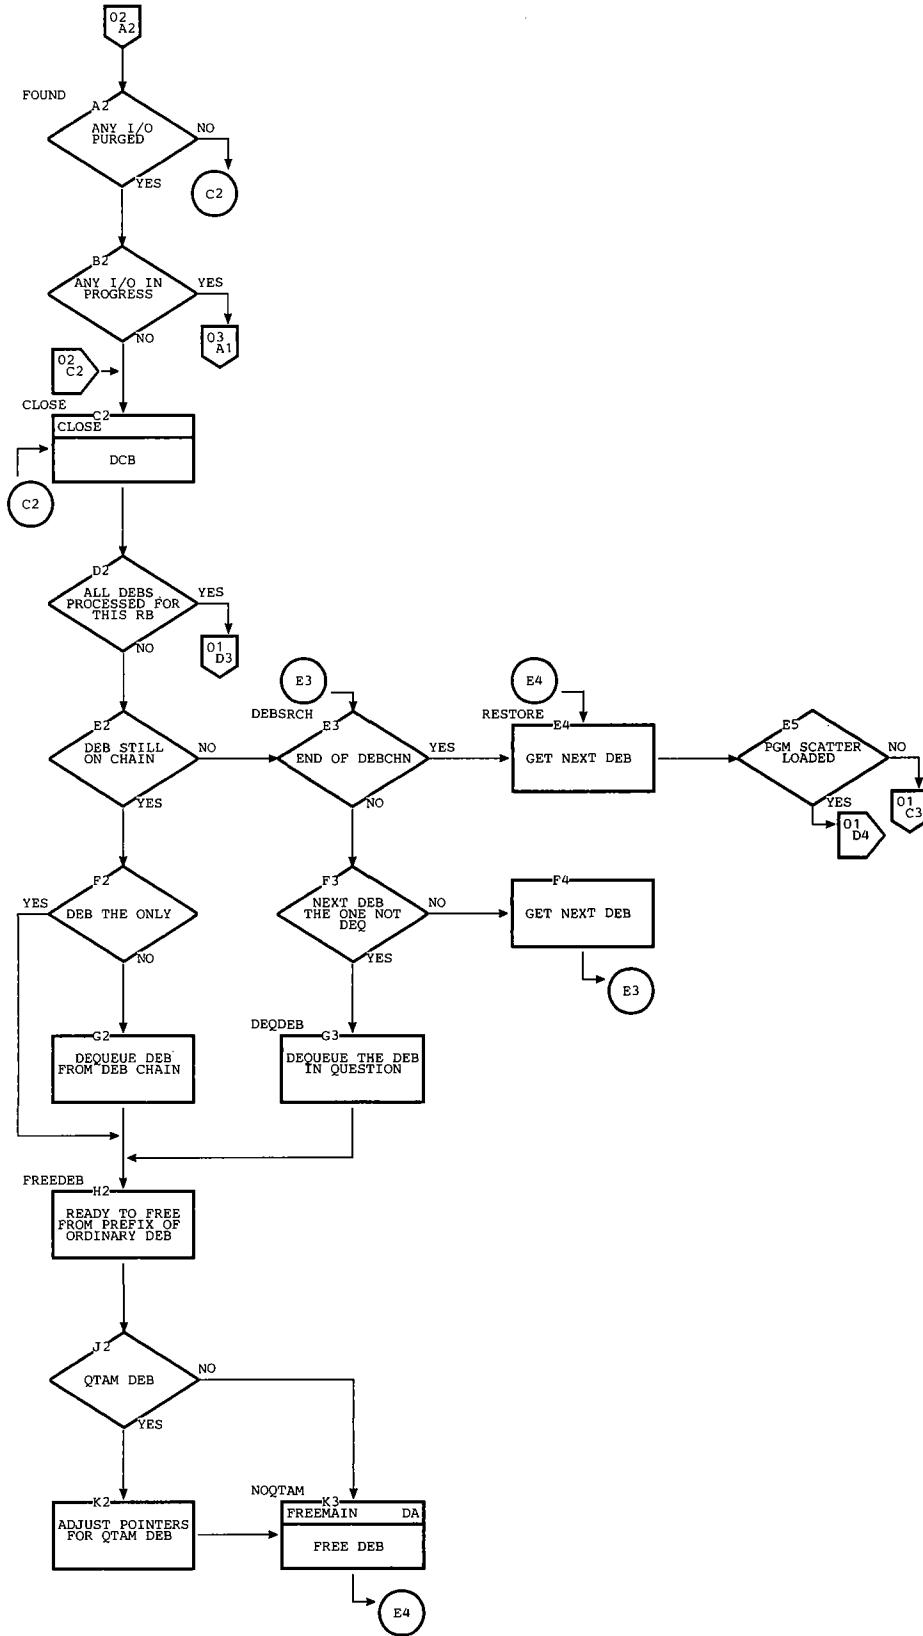 02
A2
FOUND
A2
ANY I/O
PURGED
NO
C2
YES
B2
ANY I/O IN
PROGRESS
YES
03
A1
NO
02
C2
CLOSE
C2
CLOSE
DCB
C2
D2
ALL DEBS
PROCESSED FOR
THIS RB
YES
01
D3
NO
E3
E4
DEBSRCH
RESTORE
E2
DEB STILL
ON CHAIN
NO
YES
E3
END OF DEBCHN
YES
NO
E4
GET NEXT DEB
E5
PGM SCATTER
LOADED
NO
01
C3
YES
01
D4
F2
YES
DEB THE ONLY
NO
F3
NEXT DEB
THE ONE NOT
DEQ
NO
YES
F4
GET NEXT DEB
E3
G2
DEQUEUE DEB
FROM DEB CHAIN
DEQDEB
G3
DEQUEUE THE DEB
IN QUESTION
FREEDEB
H2
READY TO FREE
FROM PREFIX OF
ORDINARY DEB
J2
QTAM DEB
NO
YES
K2
ADJUST POINTERS
FOR QTAM DEB
NOQTAM
K3
FREEMAIN DA
FREE DEB
E4